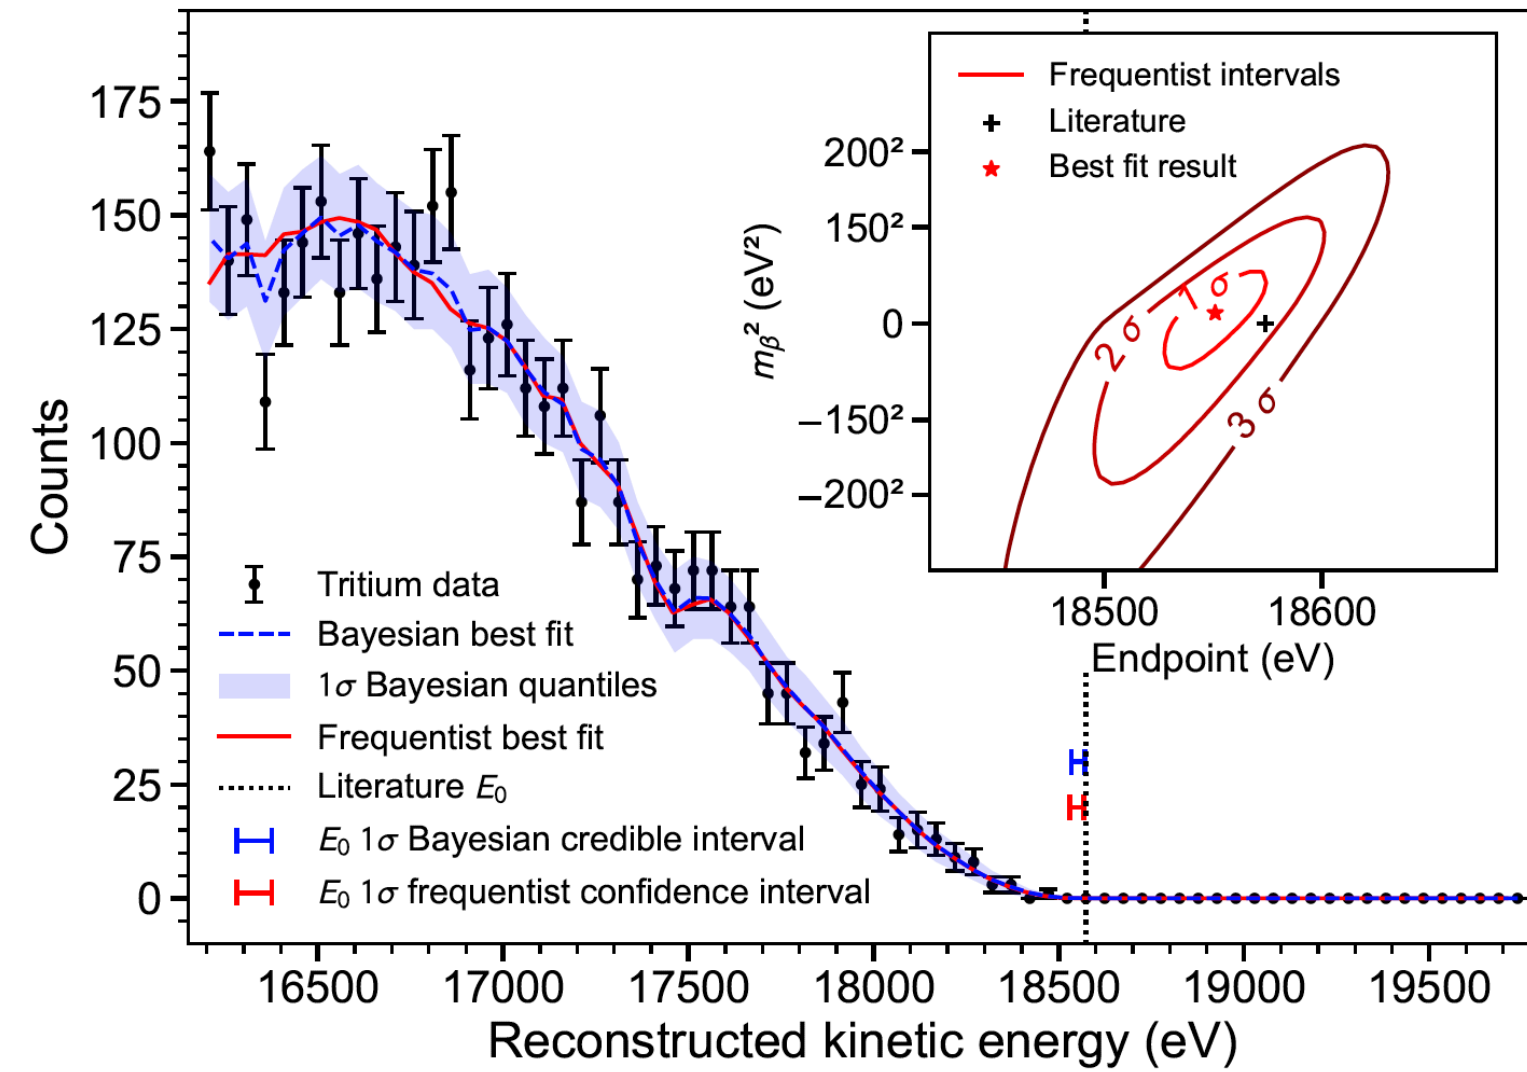 Counts
175
150
125
100
75
50
25
0
Tritium data
Bayesian best fit
1σ Bayesian quantiles
Frequentist best fit
Literature E₀
E₀ 1σ Bayesian credible interval
E₀ 1σ frequentist confidence interval
16500 17000 17500 18000 18500 19000 19500
Reconstructed kinetic energy (eV)
Frequentist intervals
Literature
Best fit result
mᵦ² (eV²)
200²
150²
0
−150²
−200²
1 σ
2 σ
3 σ
18500 18600
Endpoint (eV)